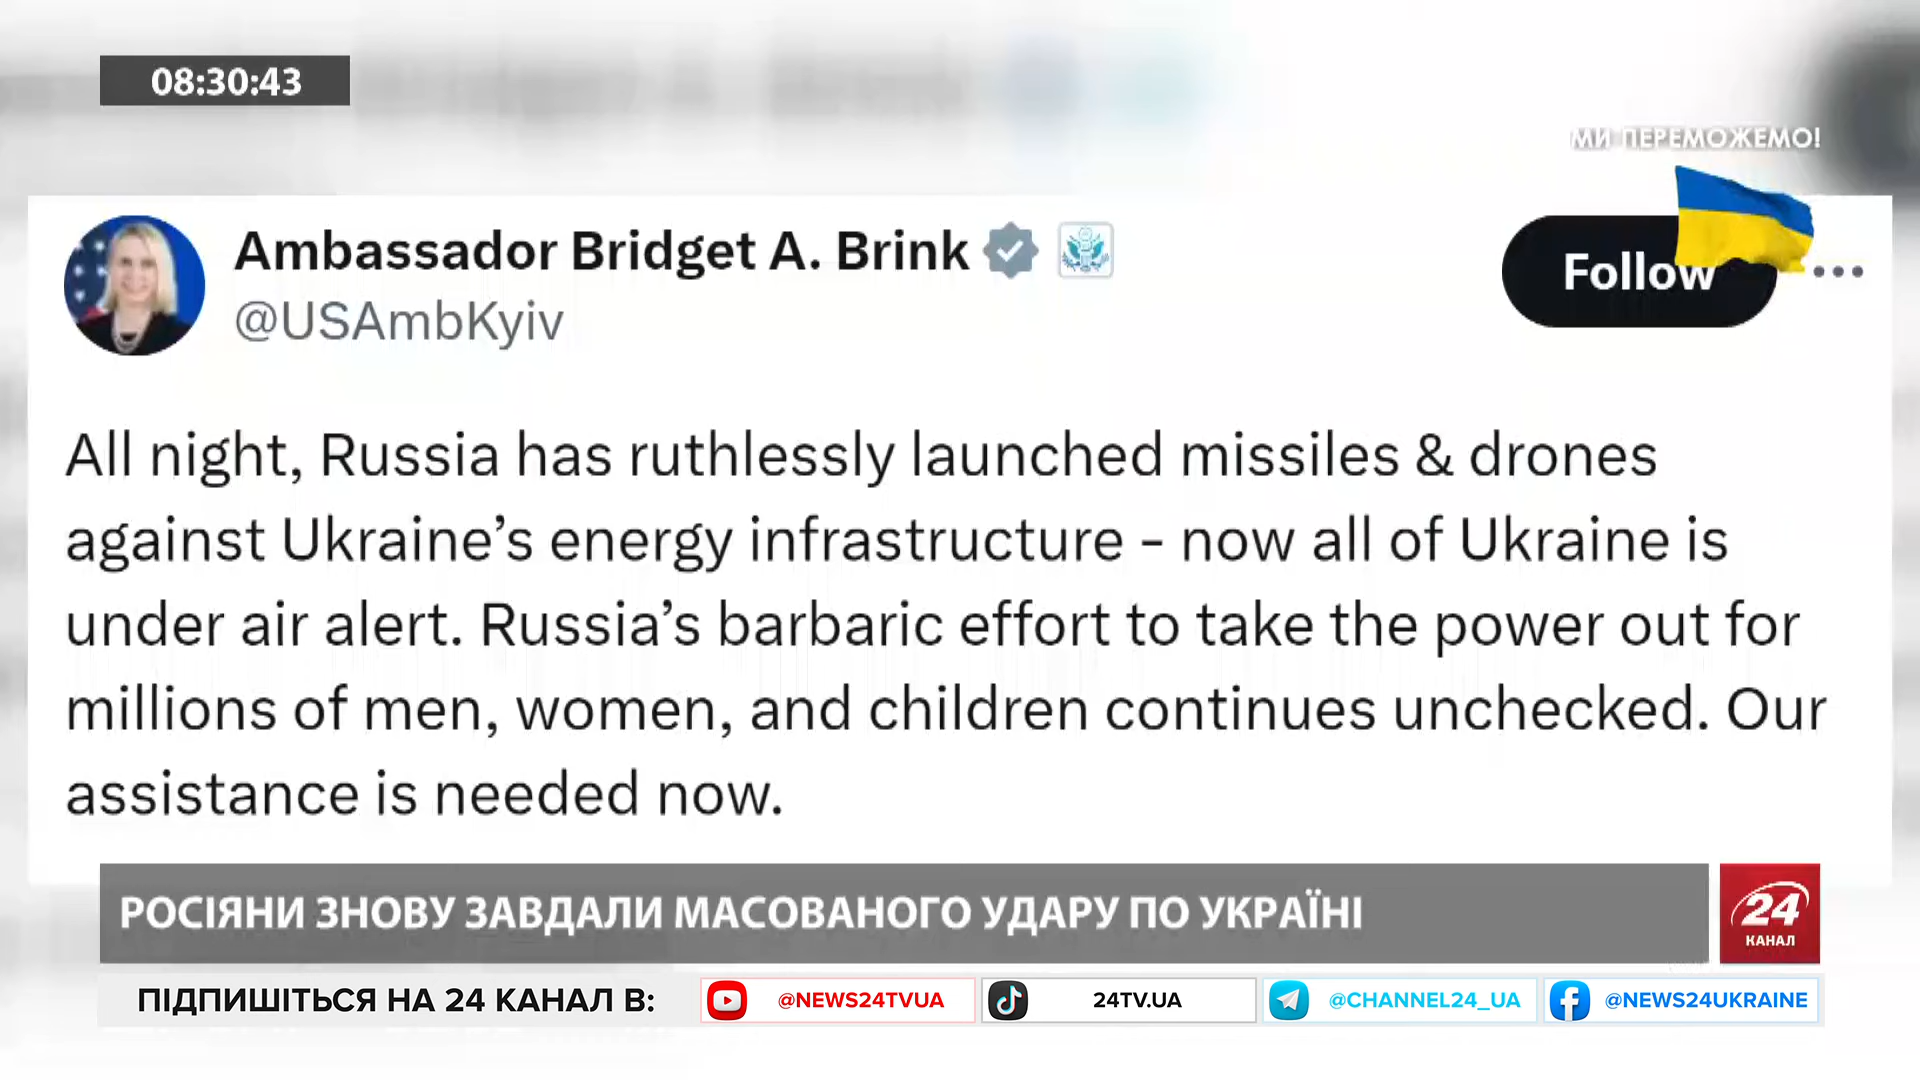 08:30:43
МИ ПЕРЕМОЖЕМО!
Ambassador Bridget A. Brink
@USAmbKyiv
Follow
All night, Russia has ruthlessly launched missiles & drones
against Ukraine’s energy infrastructure - now all of Ukraine is
under air alert. Russia’s barbaric effort to take the power out for
millions of men, women, and children continues unchecked. Our
assistance is needed now.
РОСІЯНИ ЗНОВУ ЗАВДАЛИ МАСОВАНОГО УДАРУ ПО УКРАЇНІ
24
КАНАЛ
ПІДПИШІТЬСЯ НА 24 КАНАЛ В:
@NEWS24TVUA
24TV.UA
@CHANNEL24_UA
@NEWS24UKRAINE